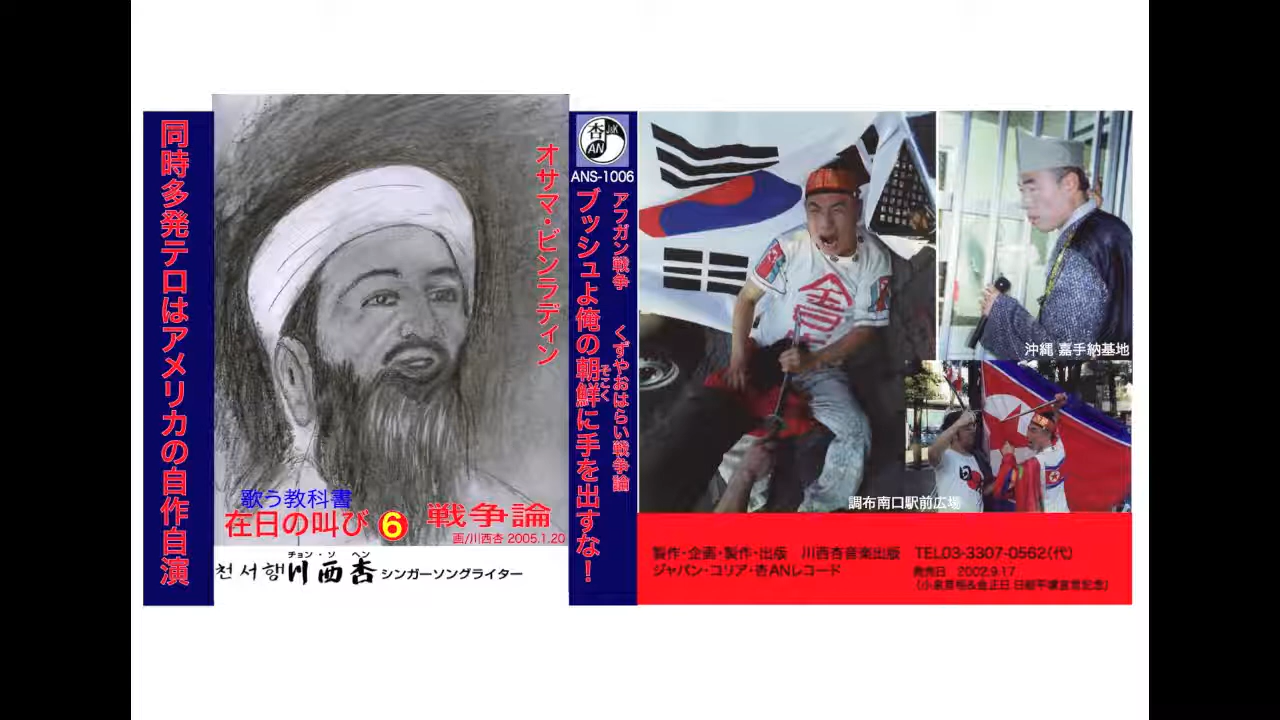 同時多発テロはアメリカの自作自演
オサマ・ビンラディン
歌う教科書
在日の叫び ⑥ 戦争論
画/川西杏 2005.1.20
チョン・ソ ヘン
천서행 川西杏 シンガーソングライター
杏 J&K
AN
ANS-1006
アフガン戦争 くずやおはらい戦争論
ブッシュよ俺の朝鮮に手を出すな!
そこく
沖縄 嘉手納基地
調布南口駅前広場
製作・企画・製作・出版 川西杏音楽出版 TEL03-3307-0562(代)
ジャパン・コリア・杏ANレコード
発売日 2002.9.17
(小泉首相&金正日 日朝平壌宣言記念)